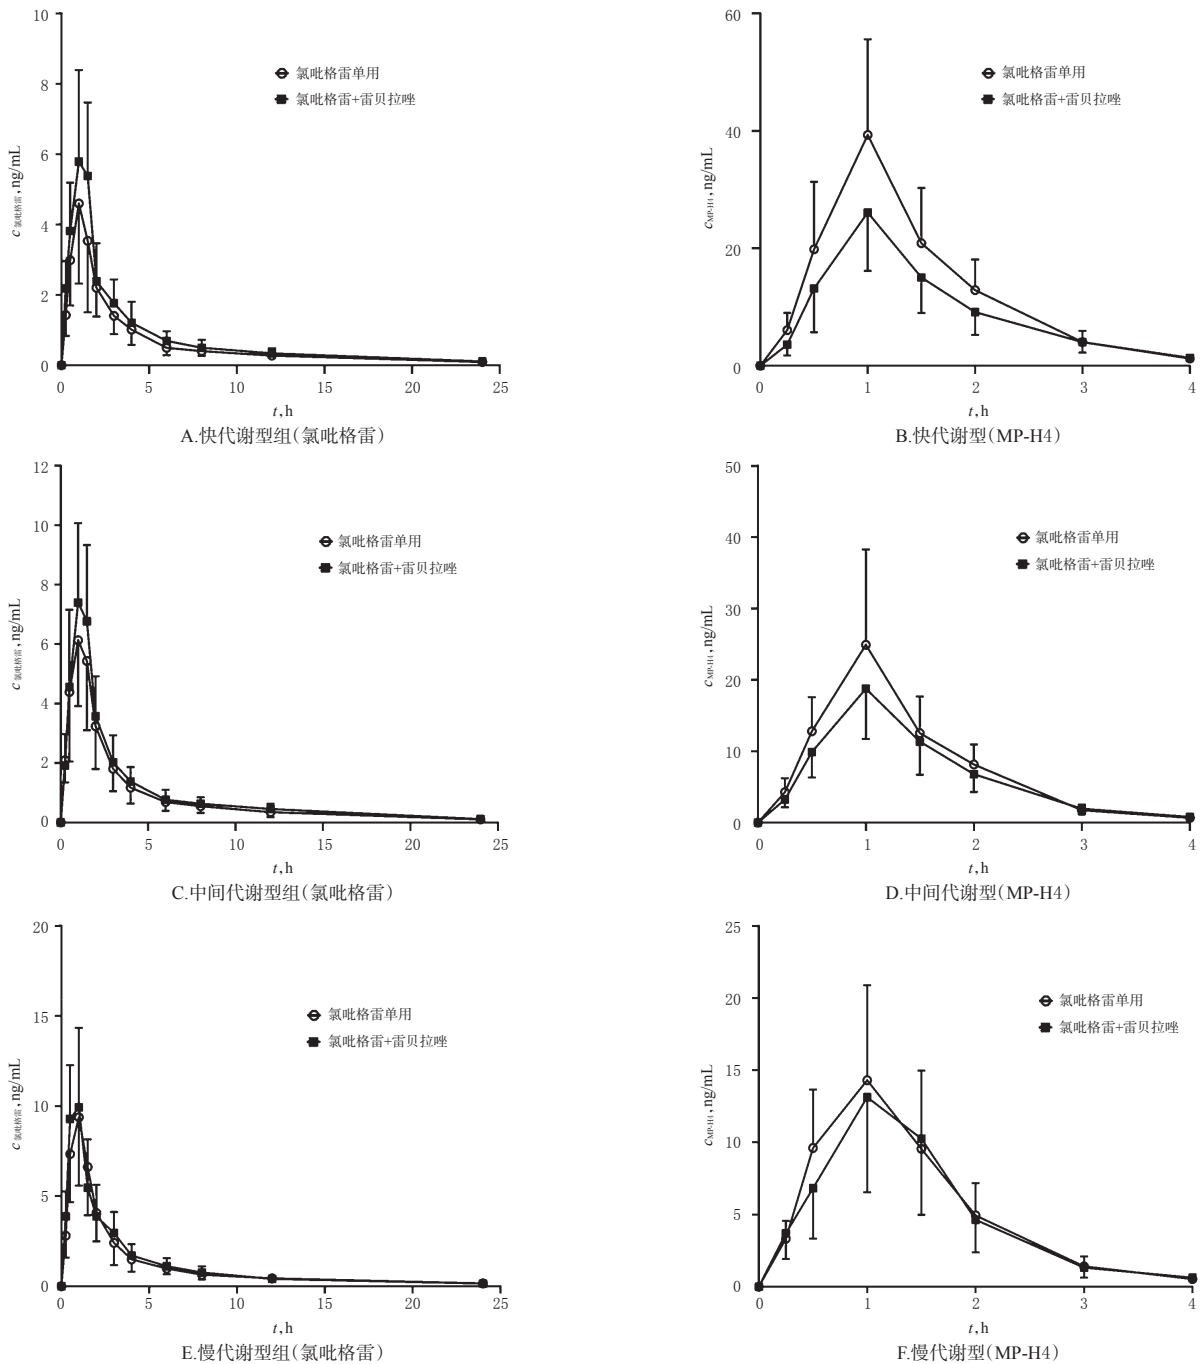 10
8
6
4
2
0
c氯吡格雷,ng/mL
氯吡格雷单用
氯吡格雷+雷贝拉唑
0 5 10 15 20 25
t,h
A.快代谢型组(氯吡格雷)
60
40
20
0
cMP-H4,ng/mL
氯吡格雷单用
氯吡格雷+雷贝拉唑
0 1 2 3 4
t,h
B.快代谢型(MP-H4)
12
10
8
6
4
2
0
c氯吡格雷,ng/mL
氯吡格雷单用
氯吡格雷+雷贝拉唑
0 5 10 15 20 25
t,h
C.中间代谢型组(氯吡格雷)
50
40
30
20
10
0
cMP-H4,ng/mL
氯吡格雷单用
氯吡格雷+雷贝拉唑
0 1 2 3 4
t,h
D.中间代谢型(MP-H4)
20
15
10
5
0
c氯吡格雷,ng/mL
氯吡格雷单用
氯吡格雷+雷贝拉唑
0 5 10 15 20 25
t,h
E.慢代谢型组(氯吡格雷)
25
20
15
10
5
0
cMP-H4,ng/mL
氯吡格雷单用
氯吡格雷+雷贝拉唑
0 1 2 3 4
t,h
F.慢代谢型(MP-H4)